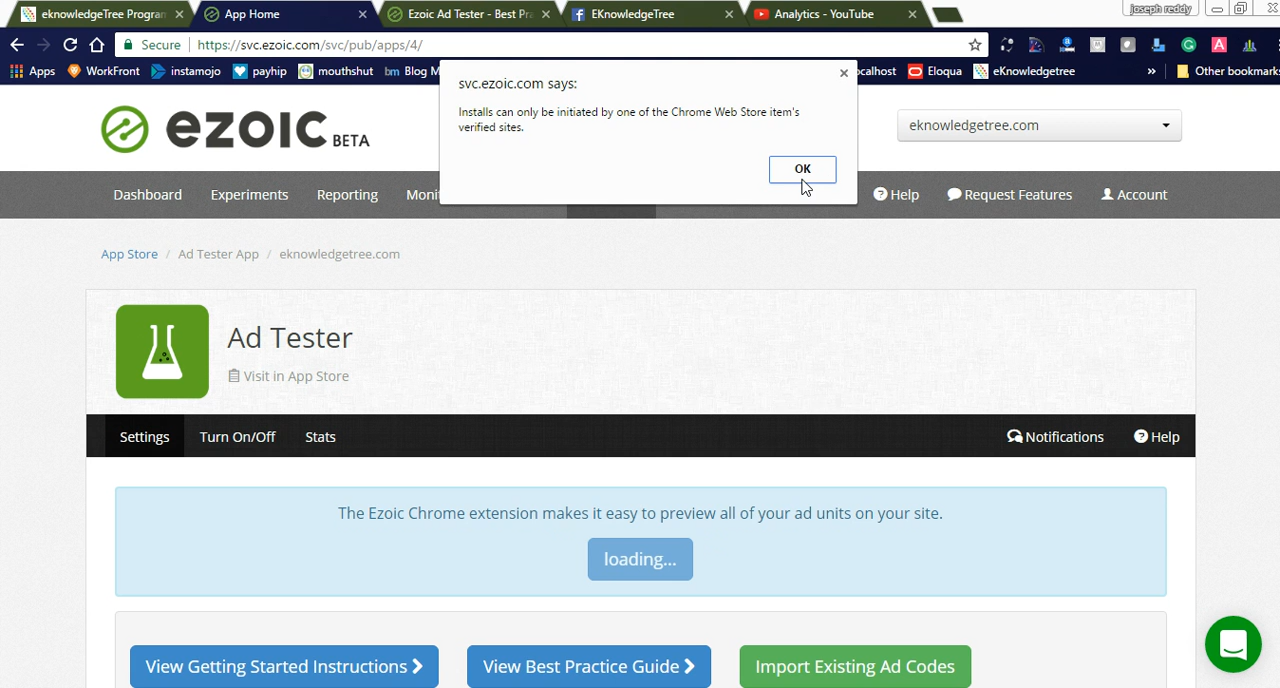 eknowledgeTree Progran
App Home
Ezoic Ad Tester - Best Pra
EKnowledgeTree
Analytics - YouTube
joseph reddy
Secure
https://svc.ezoic.com/svc/pub/apps/4/
Apps
WorkFront
instamojo
payhip
mouthshut
bm Blog M
ocalhost
Eloqua
eKnowledgetree
»
Other bookmarks
svc.ezoic.com says:
Installs can only be initiated by one of the Chrome Web Store item's
verified sites.
OK
ezoic BETA
eknowledgetree.com
Dashboard
Experiments
Reporting
Moni
Help
Request Features
Account
App Store / Ad Tester App / eknowledgetree.com
Ad Tester
Visit in App Store
Settings
Turn On/Off
Stats
Notifications
Help
The Ezoic Chrome extension makes it easy to preview all of your ad units on your site.
loading...
View Getting Started Instructions
View Best Practice Guide
Import Existing Ad Codes